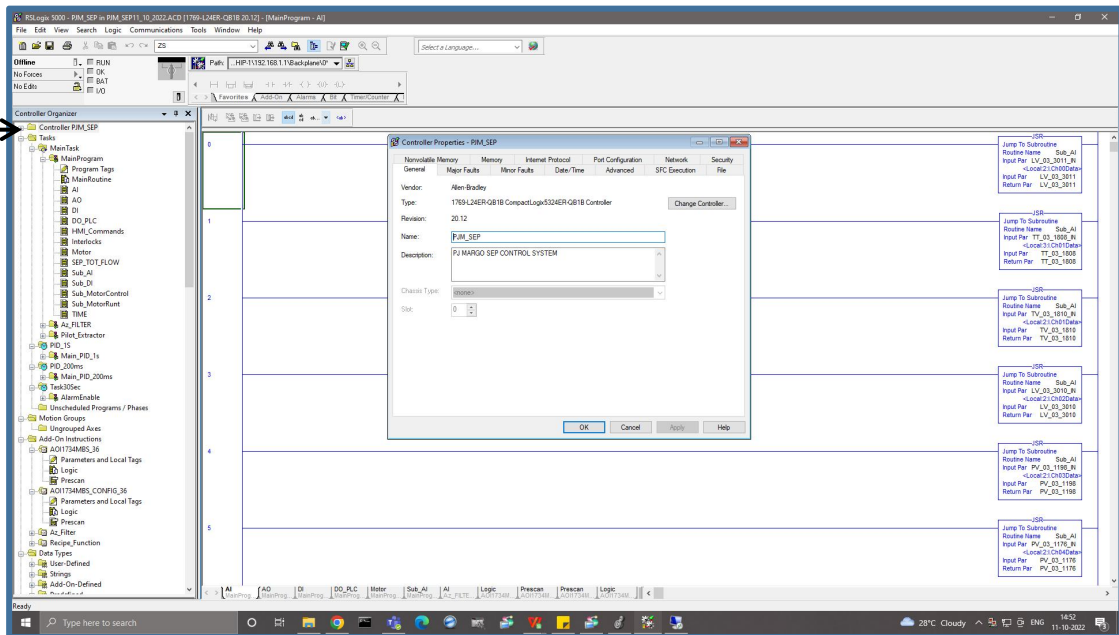 RSLogix 5000 - PJM_SEP in PJM_SEP11_10_2022.ACD [1769-L24ER-QB1B 20.12] - [MainProgram - AI]
File Edit View Search Logic Communications Tools Window Help
ZS
Select a Language...
Offline
RUN
No Forces
OK
BAT
No Edits
I/O
Path: ...HIP-1\192.168.1.1\Backplane\0*
Favorites Add-On Alarms Bit Timer/Counter
Controller Organizer
Controller PJM_SEP
Tasks
MainTask
MainProgram
Program Tags
MainRoutine
AI
AO
DI
DO_PLC
HMI_Commands
Interlocks
Motor
SEP_TOT_FLOW
Sub_AI
Sub_DI
Sub_MotorControl
Sub_MotorRunt
TIME
Az_FILTER
Pilot_Extractor
PID_1S
Main_PID_1s
PID_200ms
Main_PID_200ms
Task30Sec
AlarmEnable
Unscheduled Programs / Phases
Motion Groups
Ungrouped Axes
Add-On Instructions
AOI1734MBS_36
Parameters and Local Tags
Logic
Prescan
AOI1734MBS_CONFIG_36
Parameters and Local Tags
Logic
Prescan
Az_Filter
Recipe_Function
Data Types
User-Defined
Strings
Add-On-Defined
Controller Properties - PJM_SEP
Nonvolatile Memory Memory Internet Protocol Port Configuration Network Security
General Major Faults Minor Faults Date/Time Advanced SFC Execution File
Vendor: Allen-Bradley
Type: 1769-L24ER-QB1B CompactLogix5324ER-QB1B Controller
Change Controller...
Revision: 20.12
Name: PJM_SEP
Description: PJ MARGO SEP CONTROL SYSTEM
Chassis Type: <none>
Slot: 0
OK Cancel Apply Help
0
JSR
Jump To Subroutine
Routine Name Sub_AI
Input Par LV_03_3011_IN
<Local:3:I.Ch00Data>
Input Par LV_03_3011
Return Par LV_03_3011
1
JSR
Jump To Subroutine
Routine Name Sub_AI
Input Par TT_03_1808_IN
<Local:3:I.Ch01Data>
Input Par TT_03_1808
Return Par TT_03_1808
2
JSR
Jump To Subroutine
Routine Name Sub_AI
Input Par TV_03_1810_IN
<Local:2:I.Ch01Data>
Input Par TV_03_1810
Return Par TV_03_1810
3
JSR
Jump To Subroutine
Routine Name Sub_AI
Input Par LV_03_3010_IN
<Local:2:I.Ch02Data>
Input Par LV_03_3010
Return Par LV_03_3010
4
JSR
Jump To Subroutine
Routine Name Sub_AI
Input Par PV_03_1198_IN
<Local:2:I.Ch03Data>
Input Par PV_03_1198
Return Par PV_03_1198
5
JSR
Jump To Subroutine
Routine Name Sub_AI
Input Par PV_03_1176_IN
<Local:2:I.Ch04Data>
Input Par PV_03_1176
Return Par PV_03_1176
AI AO DI DO_PLC Motor Sub_AI AI Logic Prescan Prescan Logic
MainProg MainProg MainProg MainProg MainProg MainProg Az_FILTE AOI1734M AOI1734M AOI1734M AOI1734M
Ready
Type here to search
28°C Cloudy
ENG
14:52
11-10-2022